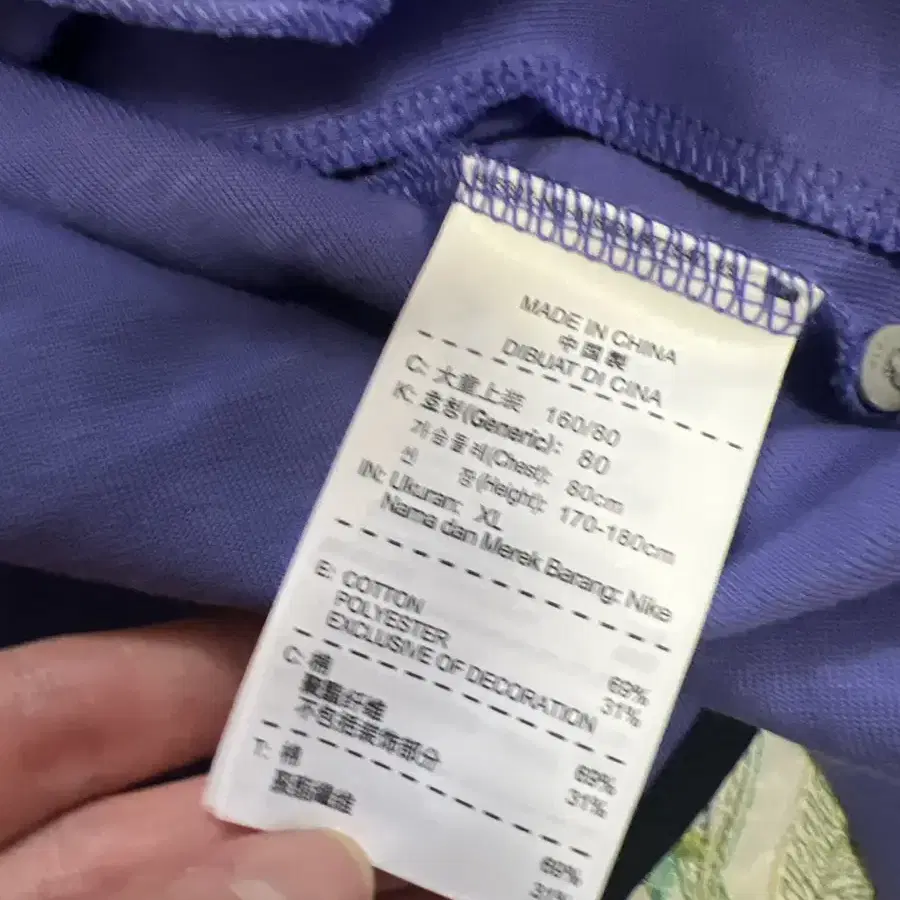 MADE IN CHINA
中国製
DIBUAT DI CINA
C: 大童上装 160/80
K: 호칭(Generic): 80
가슴둘레(Chest): 80cm
신 장(Height): 170-180cm
IN: Ukuran: XL
Nama dan Merek Barang: Nike
E: COTTON 69%
POLYESTER 31%
EXCLUSIVE OF DECORATION
C: 棉 69%
聚酯纤维 31%
不包括装饰部分
T: 棉 69%
聚酯纖維 31%